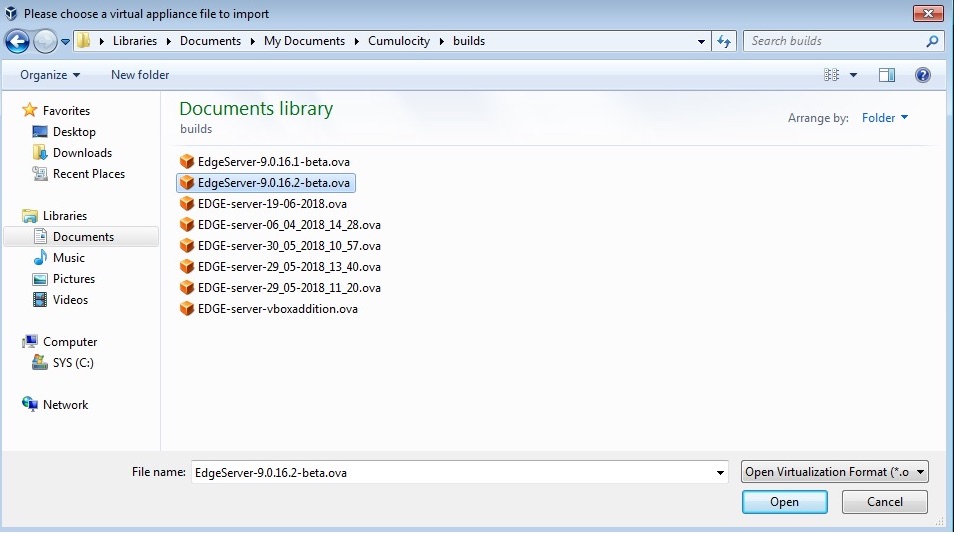 Please choose a virtual appliance file to import
Libraries Documents My Documents Cumulocity builds
Search builds
Organize New folder
Favorites
Desktop
Downloads
Recent Places
Libraries
Documents
Music
Pictures
Videos
Computer
SYS (C:)
Network
Documents library
builds
Arrange by: Folder
EdgeServer-9.0.16.1-beta.ova
EdgeServer-9.0.16.2-beta.ova
EDGE-server-19-06-2018.ova
EDGE-server-06_04_2018_14_28.ova
EDGE-server-30_05_2018_10_57.ova
EDGE-server-29_05-2018_13_40.ova
EDGE-server-29_05-2018_11_20.ova
EDGE-server-vboxaddition.ova
File name: EdgeServer-9.0.16.2-beta.ova
Open Virtualization Format (*.o
Open Cancel